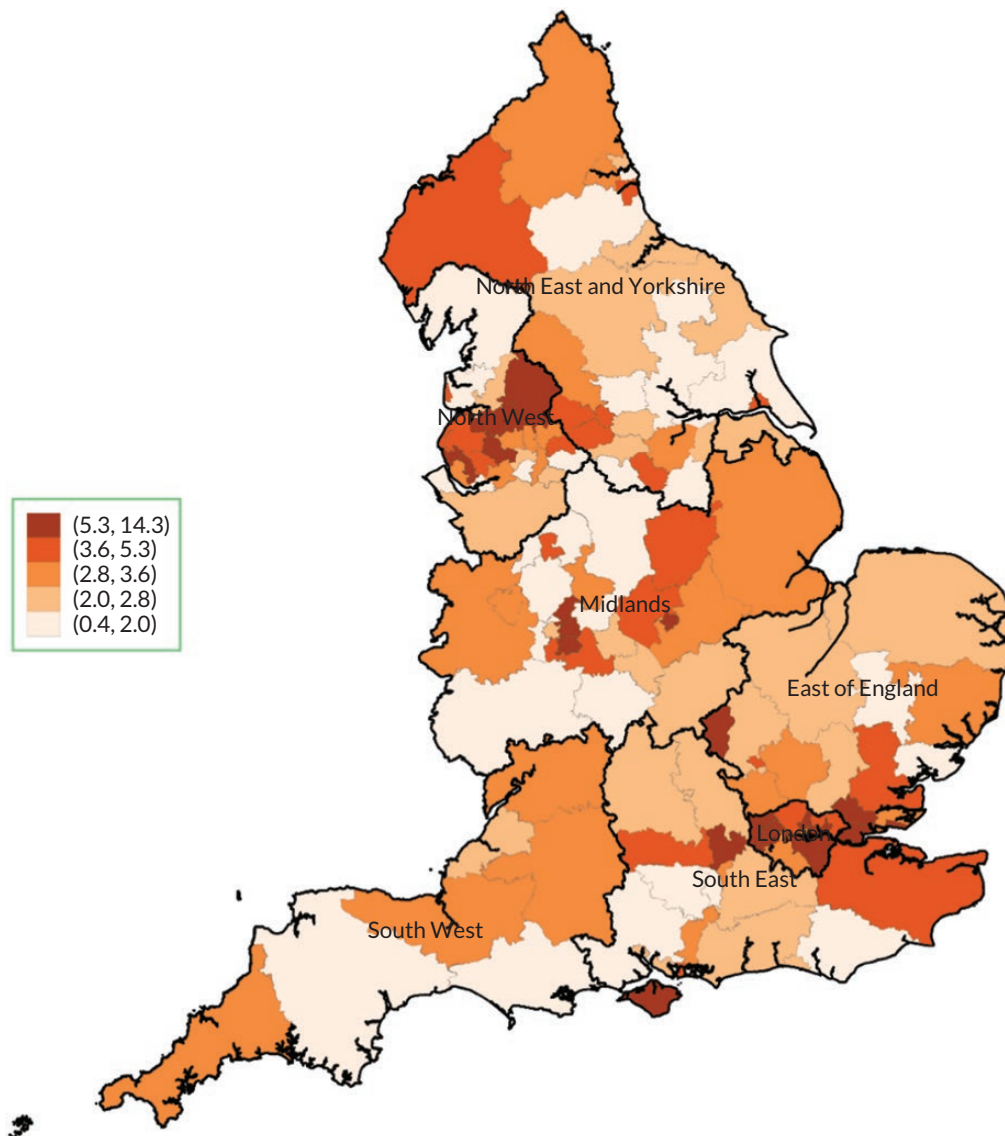 North East and Yorkshire
North West
(5.3, 14.3)
(3.6, 5.3)
(2.8, 3.6)
(2.0, 2.8)
(0.4, 2.0)
Midlands
East of England
London
South East
South West